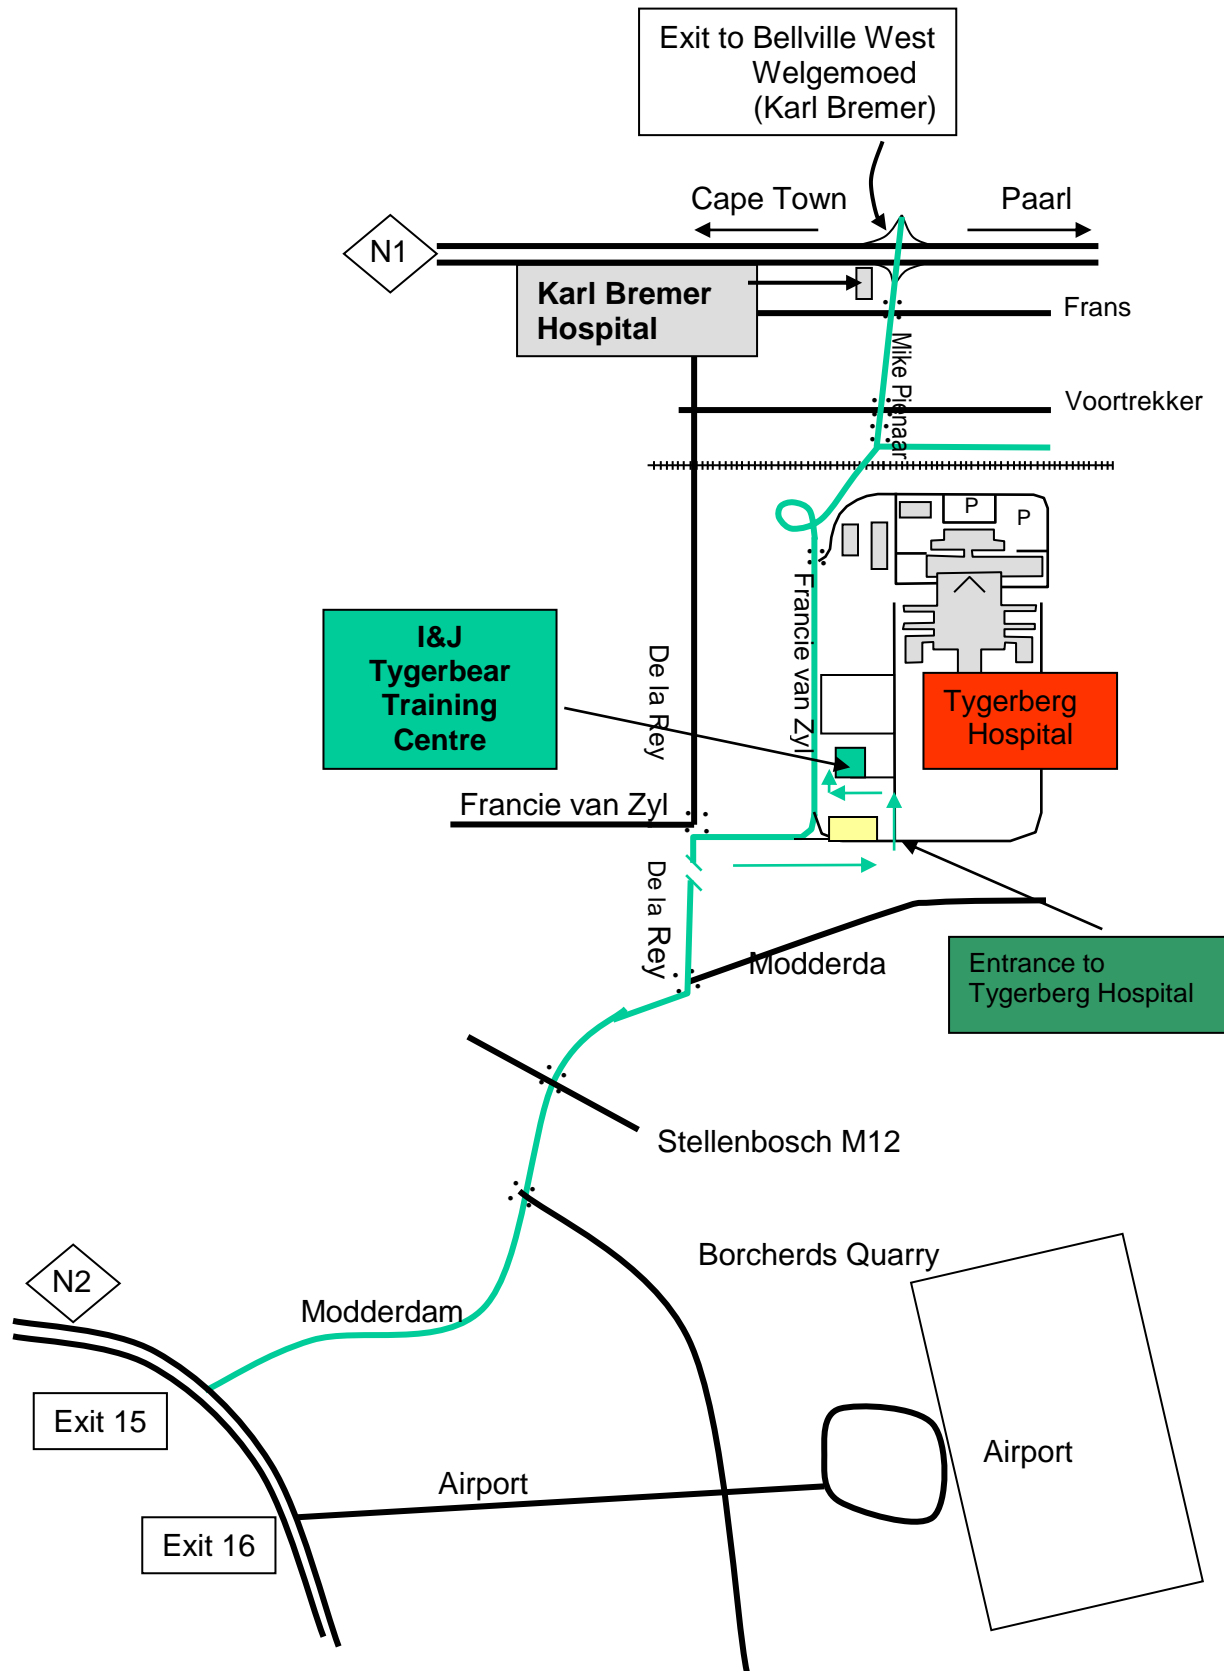 Exit to Bellville West
Welgemoed
(Karl Bremer)
Cape Town
Paarl
N1
Karl Bremer
Hospital
Frans
Mike Pienaar
Voortrekker
P
P
Francie van Zyl
I&J
Tygerbear
Training
Centre
De la Rey
Tygerberg
Hospital
Francie van Zyl
De la Rey
Modderda
Entrance to
Tygerberg Hospital
Stellenbosch M12
Borcherds Quarry
N2
Modderdam
Exit 15
Airport
Airport
Exit 16